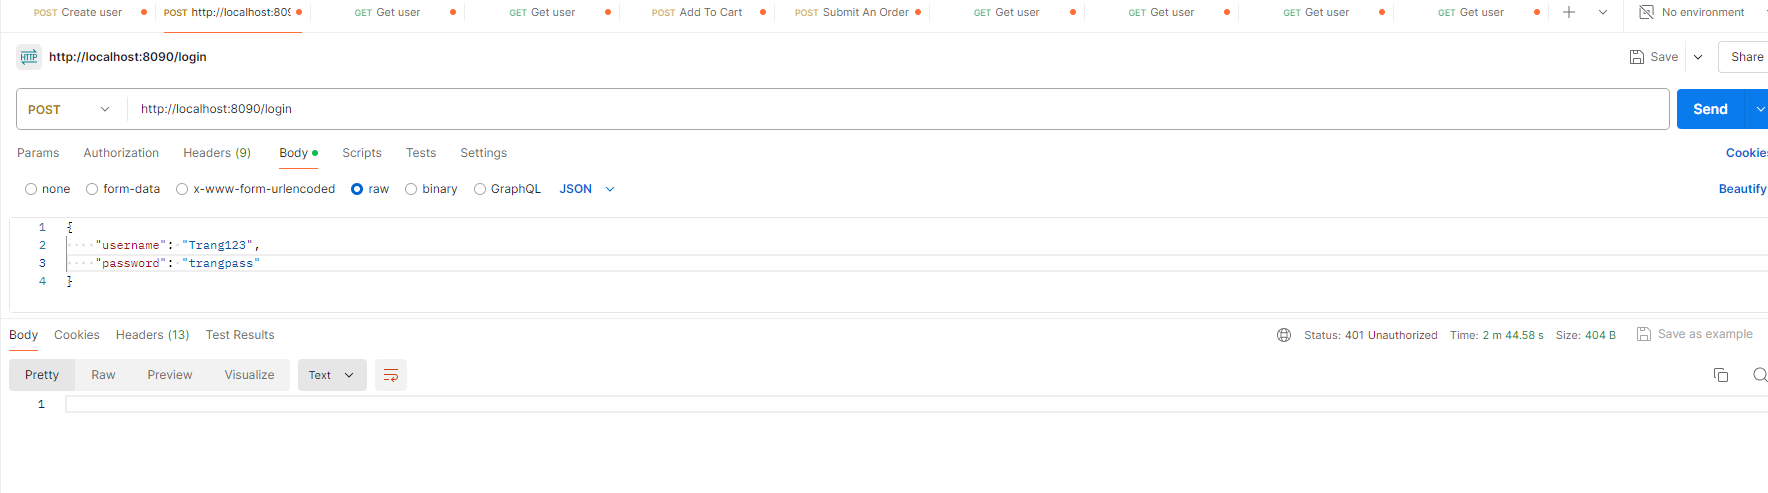 POST Create user POST http://localhost:809 GET Get user GET Get user POST Add To Cart POST Submit An Order GET Get user GET Get user GET Get user GET Get user No environment
HTTP http://localhost:8090/login Save Share
POST http://localhost:8090/login Send
Params Authorization Headers (9) Body Scripts Tests Settings Cookies
none form-data x-www-form-urlencoded raw binary GraphQL JSON Beautify
1 {
2 "username": "Trang123",
3 "password": "trangpass"
4 }
Body Cookies Headers (13) Test Results Status: 401 Unauthorized Time: 2 m 44.58 s Size: 404 B Save as example
Pretty Raw Preview Visualize Text
1